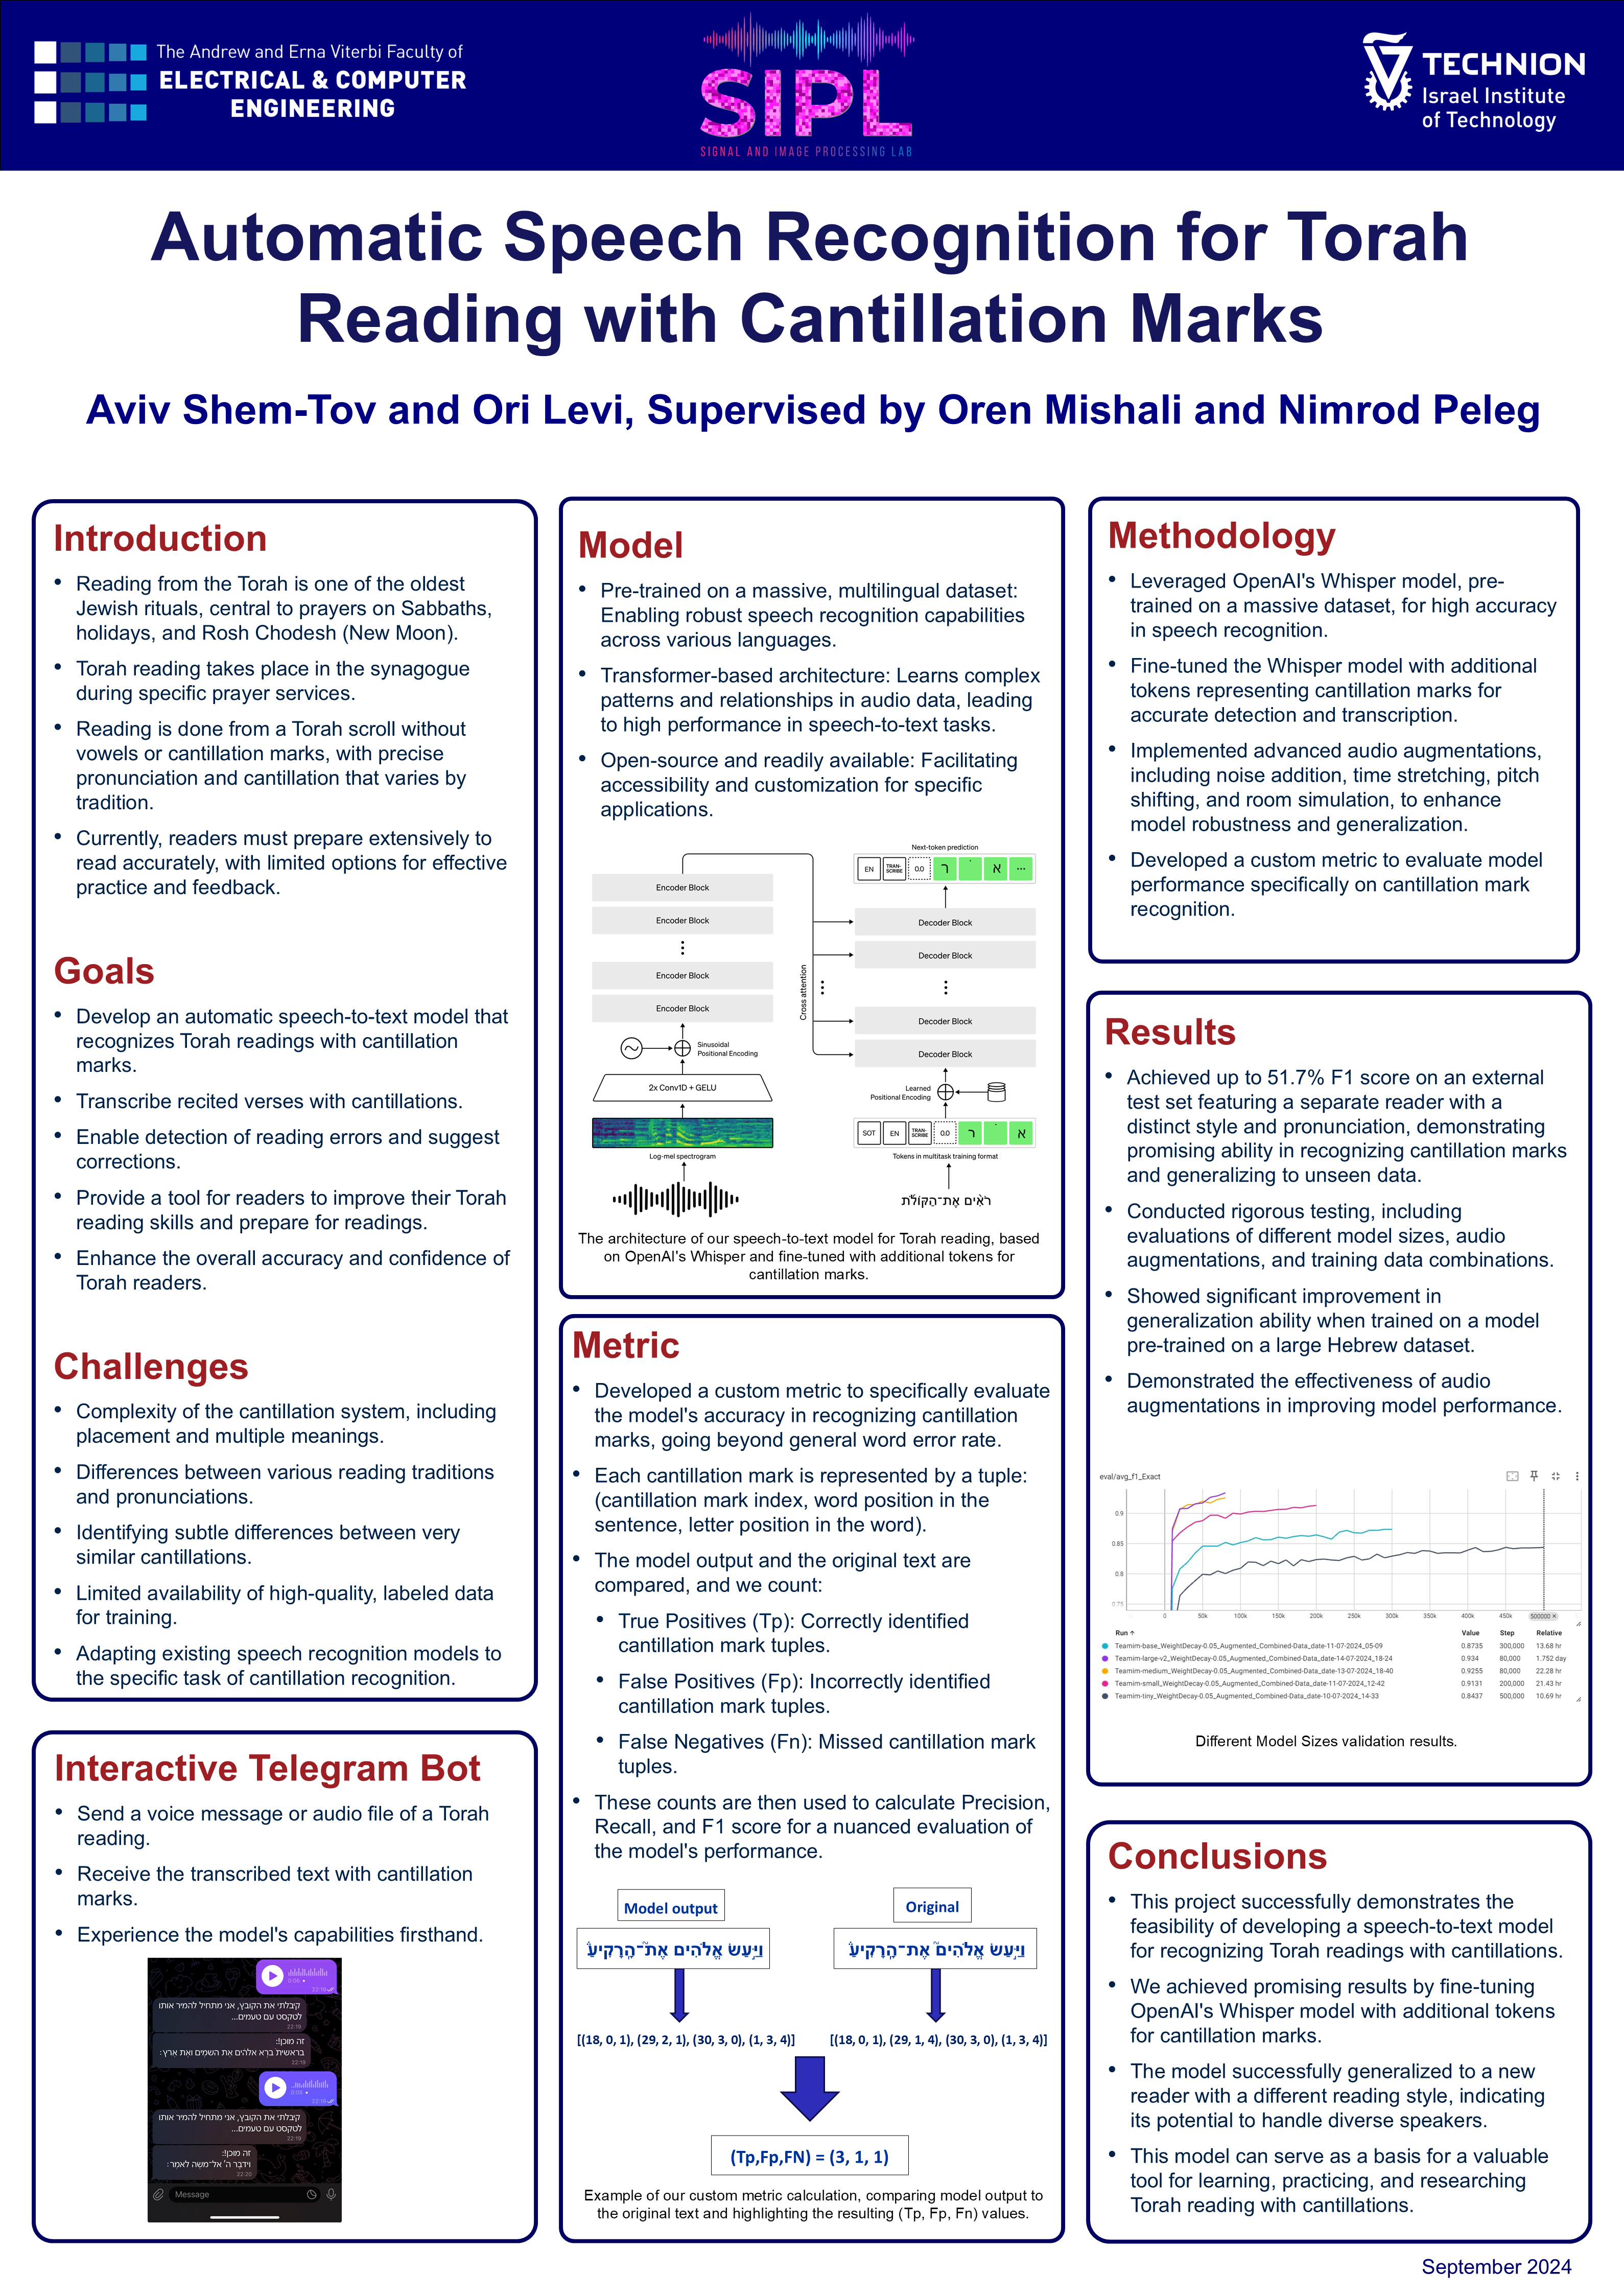 The Andrew and Erna Viterbi Faculty of
ELECTRICAL & COMPUTER
ENGINEERING
SIPL
SIGNAL AND IMAGE PROCESSING LAB
TECHNION
Israel Institute
of Technology
Automatic Speech Recognition for Torah
Reading with Cantillation Marks
Aviv Shem-Tov and Ori Levi, Supervised by Oren Mishali and Nimrod Peleg
Introduction
• Reading from the Torah is one of the oldest
Jewish rituals, central to prayers on Sabbaths,
holidays, and Rosh Chodesh (New Moon).
• Torah reading takes place in the synagogue
during specific prayer services.
• Reading is done from a Torah scroll without
vowels or cantillation marks, with precise
pronunciation and cantillation that varies by
tradition.
• Currently, readers must prepare extensively to
read accurately, with limited options for effective
practice and feedback.
Goals
• Develop an automatic speech-to-text model that
recognizes Torah readings with cantillation
marks.
• Transcribe recited verses with cantillations.
• Enable detection of reading errors and suggest
corrections.
• Provide a tool for readers to improve their Torah
reading skills and prepare for readings.
• Enhance the overall accuracy and confidence of
Torah readers.
Challenges
• Complexity of the cantillation system, including
placement and multiple meanings.
• Differences between various reading traditions
and pronunciations.
• Identifying subtle differences between very
similar cantillations.
• Limited availability of high-quality, labeled data
for training.
• Adapting existing speech recognition models to
the specific task of cantillation recognition.
Interactive Telegram Bot
• Send a voice message or audio file of a Torah
reading.
• Receive the transcribed text with cantillation
marks.
• Experience the model's capabilities firsthand.
0:06
22:19
קיבלתי את הקובץ, אני מתחיל להמיר אותו
לטקסט עם טעמים...
22:19
זה מוכן!:
בראשית ברא אלהים את השמים ואת ארץ:
22:19
22:19
קיבלתי את הקובץ, אני מתחיל להמיר אותו
לטקסט עם טעמים...
22:19
זה מוכן!:
וידבר ה' אל־משה לאמר:
22:20
Message
Model
• Pre-trained on a massive, multilingual dataset:
Enabling robust speech recognition capabilities
across various languages.
• Transformer-based architecture: Learns complex
patterns and relationships in audio data, leading
to high performance in speech-to-text tasks.
• Open-source and readily available: Facilitating
accessibility and customization for specific
applications.
Next-token prediction
EN TRAN-SCRIBE 0.0 ר א ...
Encoder Block
Encoder Block
Encoder Block
Encoder Block
Sinusoidal
Positional Encoding
2x Conv1D + GELU
Log-mel spectrogram
Cross attention
Decoder Block
Decoder Block
Decoder Block
Decoder Block
Learned
Positional Encoding
SOT EN TRAN-SCRIBE 0.0 ר א
Tokens in multitask training format
רֹאִים אֶת־הַקּוֹלֹת
The architecture of our speech-to-text model for Torah reading, based
on OpenAI's Whisper and fine-tuned with additional tokens for
cantillation marks.
Metric
• Developed a custom metric to specifically evaluate
the model's accuracy in recognizing cantillation
marks, going beyond general word error rate.
• Each cantillation mark is represented by a tuple:
(cantillation mark index, word position in the
sentence, letter position in the word).
• The model output and the original text are
compared, and we count:
• True Positives (Tp): Correctly identified
cantillation mark tuples.
• False Positives (Fp): Incorrectly identified
cantillation mark tuples.
• False Negatives (Fn): Missed cantillation mark
tuples.
• These counts are then used to calculate Precision,
Recall, and F1 score for a nuanced evaluation of
the model's performance.
Model output
Original
וַיַּ֣עַשׂ אֱלֹהִים אֶת֮־הָרָקִ֒יעַ֒
וַיַּ֣עַשׂ אֱלֹהִים֮ אֶת־הָרָקִ֒יעַ֒
[(18, 0, 1), (29, 2, 1), (30, 3, 0), (1, 3, 4)]
[(18, 0, 1), (29, 1, 4), (30, 3, 0), (1, 3, 4)]
(Tp,Fp,FN) = (3, 1, 1)
Example of our custom metric calculation, comparing model output to
the original text and highlighting the resulting (Tp, Fp, Fn) values.
Methodology
• Leveraged OpenAI's Whisper model, pre-
trained on a massive dataset, for high accuracy
in speech recognition.
• Fine-tuned the Whisper model with additional
tokens representing cantillation marks for
accurate detection and transcription.
• Implemented advanced audio augmentations,
including noise addition, time stretching, pitch
shifting, and room simulation, to enhance
model robustness and generalization.
• Developed a custom metric to evaluate model
performance specifically on cantillation mark
recognition.
Results
• Achieved up to 51.7% F1 score on an external
test set featuring a separate reader with a
distinct style and pronunciation, demonstrating
promising ability in recognizing cantillation marks
and generalizing to unseen data.
• Conducted rigorous testing, including
evaluations of different model sizes, audio
augmentations, and training data combinations.
• Showed significant improvement in
generalization ability when trained on a model
pre-trained on a large Hebrew dataset.
• Demonstrated the effectiveness of audio
augmentations in improving model performance.
eval/avg_f1_Exact
0.9
0.85
0.8
0.75
0 50k 100k 150k 200k 250k 300k 350k 400k 450k 500000 ×
Run ↑ Value Step Relative
Teamim-base_WeightDecay-0.05_Augmented_Combined-Data_date-11-07-2024_05-09 0.8735 300,000 13.68 hr
Teamim-large-v2_WeightDecay-0.05_Augmented_Combined-Data_date-14-07-2024_18-24 0.934 80,000 1.752 day
Teamim-medium_WeightDecay-0.05_Augmented_Combined-Data_date-13-07-2024_18-40 0.9255 80,000 22.28 hr
Teamim-small_WeightDecay-0.05_Augmented_Combined-Data_date-11-07-2024_12-42 0.9131 200,000 21.43 hr
Teamim-tiny_WeightDecay-0.05_Augmented_Combined-Data_date-10-07-2024_14-33 0.8437 500,000 10.69 hr
Different Model Sizes validation results.
Conclusions
• This project successfully demonstrates the
feasibility of developing a speech-to-text model
for recognizing Torah readings with cantillations.
• We achieved promising results by fine-tuning
OpenAI's Whisper model with additional tokens
for cantillation marks.
• The model successfully generalized to a new
reader with a different reading style, indicating
its potential to handle diverse speakers.
• This model can serve as a basis for a valuable
tool for learning, practicing, and researching
Torah reading with cantillations.
September 2024